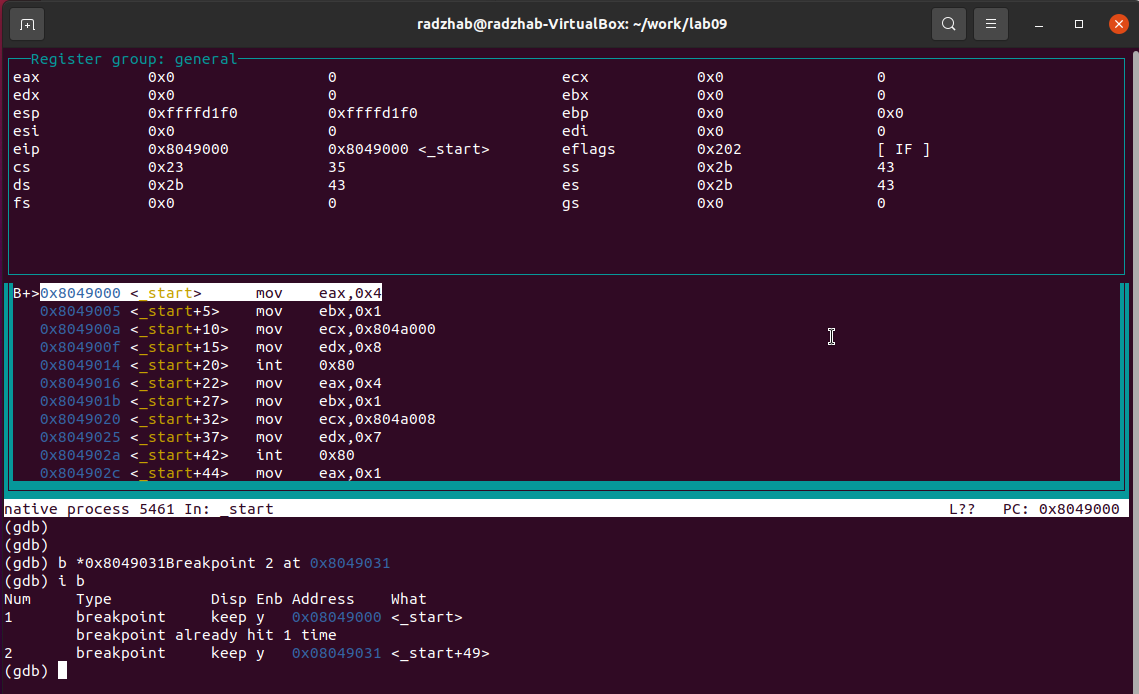 radzhab@radzhab-VirtualBox: ~/work/lab09
Register group: general
eax 0x0 0 ecx 0x0 0
edx 0x0 0 ebx 0x0 0
esp 0xffffd1f0 0xffffd1f0 ebp 0x0 0x0
esi 0x0 0 edi 0x0 0
eip 0x8049000 0x8049000 <_start> eflags 0x202 [ IF ]
cs 0x23 35 ss 0x2b 43
ds 0x2b 43 es 0x2b 43
fs 0x0 0 gs 0x0 0
B+>0x8049000 <_start> mov eax,0x4
0x8049005 <_start+5> mov ebx,0x1
0x804900a <_start+10> mov ecx,0x804a000
0x804900f <_start+15> mov edx,0x8
0x8049014 <_start+20> int 0x80
0x8049016 <_start+22> mov eax,0x4
0x804901b <_start+27> mov ebx,0x1
0x8049020 <_start+32> mov ecx,0x804a008
0x8049025 <_start+37> mov edx,0x7
0x804902a <_start+42> int 0x80
0x804902c <_start+44> mov eax,0x1
native process 5461 In: _start L?? PC: 0x8049000
(gdb)
(gdb)
(gdb) b *0x8049031Breakpoint 2 at 0x8049031
(gdb) i b
Num Type Disp Enb Address What
1 breakpoint keep y 0x08049000 <_start>
breakpoint already hit 1 time
2 breakpoint keep y 0x08049031 <_start+49>
(gdb)